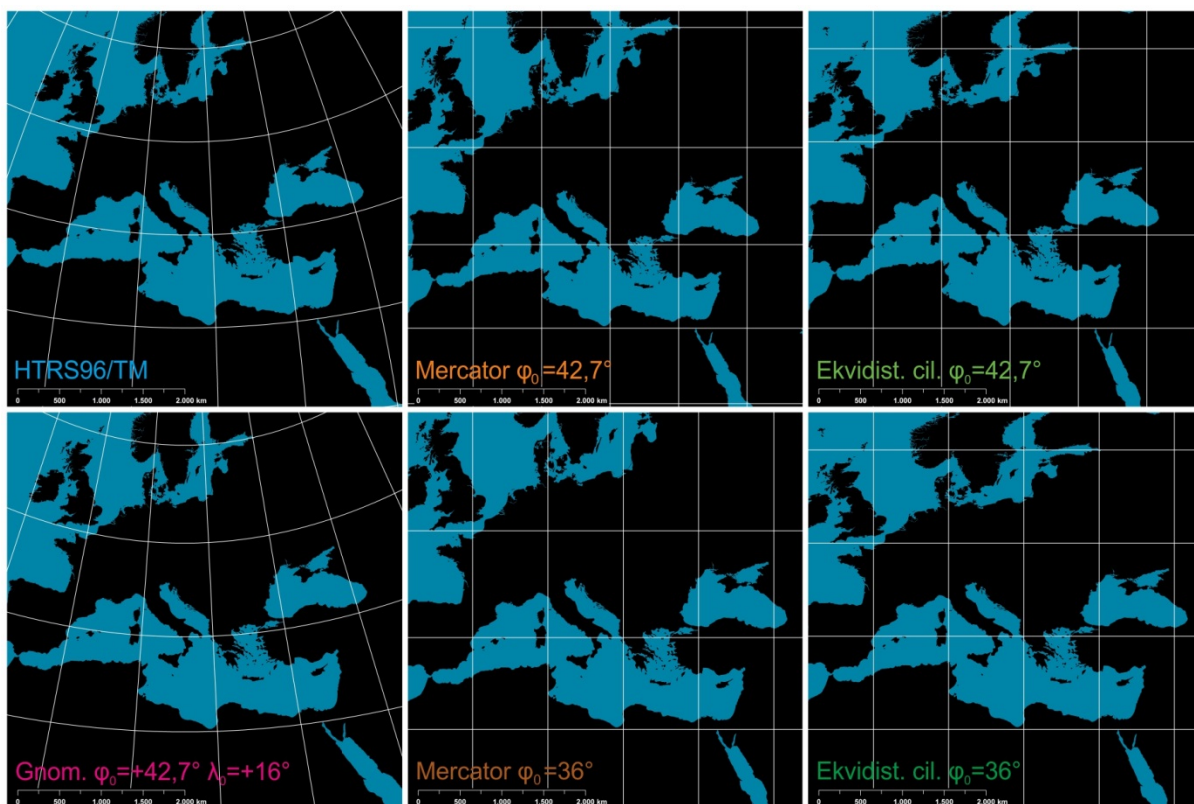 HTRS96/TM
0 500 1.000 1.500 2.000 km
Mercator φ₀=42,7°
0 500 1.000 1.500 2.000 km
Ekvidist. cil. φ₀=42,7°
0 500 1.000 1.500 2.000 km
Gnom. φ₀=+42,7° λ₀=+16°
0 500 1.000 1.500 2.000 km
Mercator φ₀=36°
0 500 1.000 1.500 2.000 km
Ekvidist. cil. φ₀=36°
0 500 1.000 1.500 2.000 km